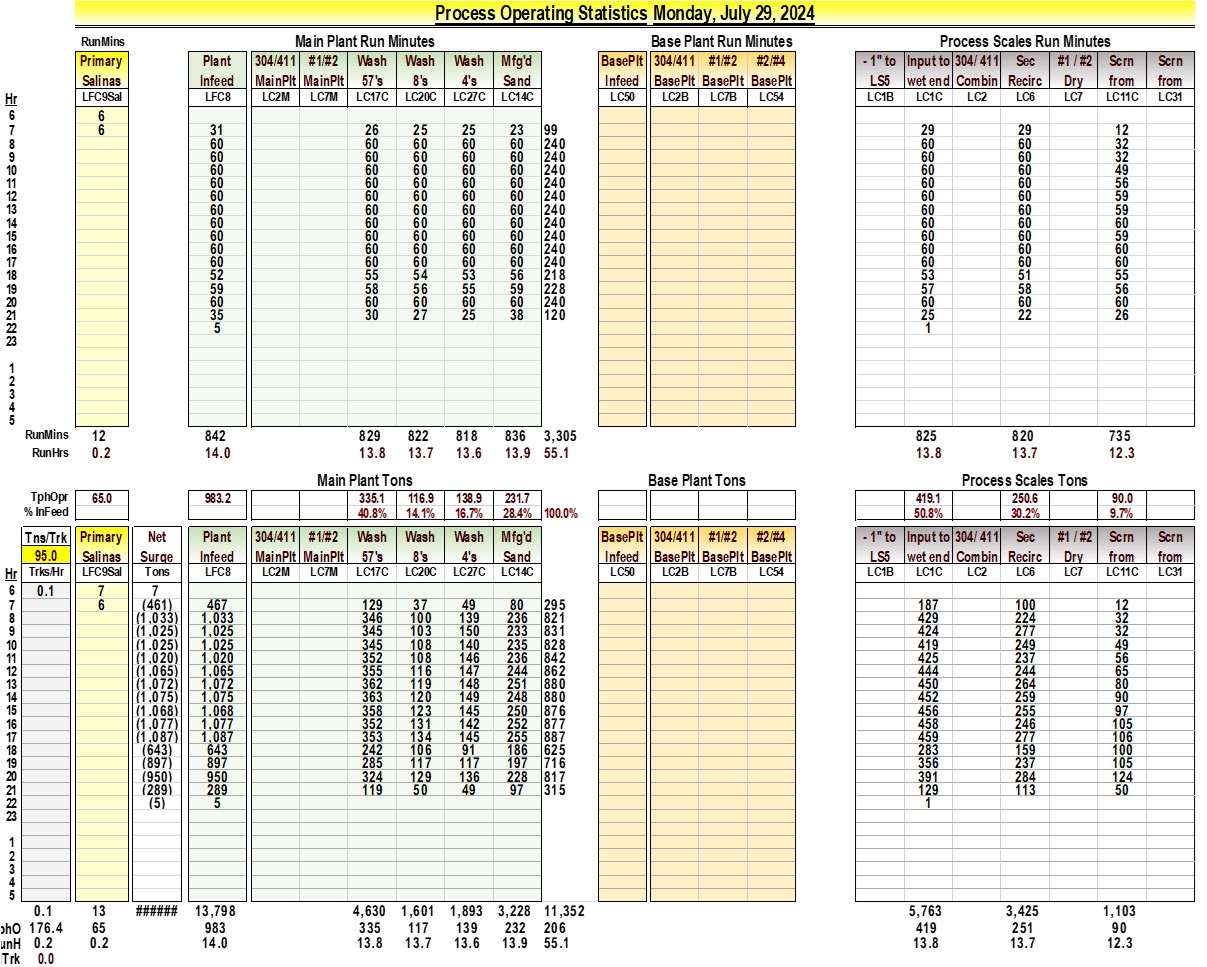 Process Operating Statistics Monday, July 29, 2024
RunMins Main Plant Run Minutes Base Plant Run Minutes Process Scales Run Minutes
Primary Plant 304/411 #1/#2 Wash Wash Wash Mfg'd BasePlt 304/411 #1/#2 #2/#4 - 1" to Input to 304/ 411 Sec #1 / #2 Scrn Scrn
Salinas Infeed MainPlt MainPlt 57's 8's 4's Sand Infeed BasePlt BasePlt BasePlt LS5 wet end Combin Recirc Dry from from
Hr LFC9Sal LFC8 LC2M LC7M LC17C LC20C LC27C LC14C LC50 LC2B LC7B LC54 LC1B LC1C LC2 LC6 LC7 LC11C LC31
6 6
7 6 31 26 25 25 23 99 29 29 12
8 60 60 60 60 60 240 60 60 32
9 60 60 60 60 60 240 60 60 32
10 60 60 60 60 60 240 60 60 49
11 60 60 60 60 60 240 60 60 56
12 60 60 60 60 60 240 60 60 59
13 60 60 60 60 60 240 60 60 59
14 60 60 60 60 60 240 60 60 60
15 60 60 60 60 60 240 60 60 59
16 60 60 60 60 60 240 60 60 60
17 60 60 60 60 60 240 60 60 60
18 52 55 54 53 56 218 53 51 55
19 59 58 56 55 59 228 57 58 56
20 60 60 60 60 60 240 60 60 60
21 35 30 27 25 38 120 25 22 26
22 5 1
23
1
2
3
4
5
RunMins 12 842 829 822 818 836 3,305 825 820 735
RunHrs 0.2 14.0 13.8 13.7 13.6 13.9 55.1 13.8 13.7 12.3
Main Plant Tons Base Plant Tons Process Scales Tons
TphOpr 65.0 983.2 335.1 116.9 138.9 231.7 419.1 250.6 90.0
% InFeed 40.8% 14.1% 16.7% 28.4% 100.0% 50.8% 30.2% 9.7%
Tns/Trk Primary Net Plant 304/411 #1/#2 Wash Wash Wash Mfg'd BasePlt 304/411 #1/#2 #2/#4 - 1" to Input to 304/ 411 Sec #1 / #2 Scrn Scrn
95.0 Salinas Surge Infeed MainPlt MainPlt 57's 8's 4's Sand Infeed BasePlt BasePlt BasePlt LS5 wet end Combin Recirc Dry from from
Hr Trks/Hr LFC9Sal Tons LFC8 LC2M LC7M LC17C LC20C LC27C LC14C LC50 LC2B LC7B LC54 LC1B LC1C LC2 LC6 LC7 LC11C LC31
6 0.1 7 7
7 6 (461) 467 129 37 49 80 295 187 100 12
8 (1,033) 1,033 346 100 139 236 821 429 224 32
9 (1,025) 1,025 345 103 150 233 831 424 277 32
10 (1,025) 1,025 345 108 140 235 828 419 249 49
11 (1,020) 1,020 352 108 146 236 842 425 237 56
12 (1,065) 1,065 355 116 147 244 862 444 244 65
13 (1,072) 1,072 362 119 148 251 880 450 264 80
14 (1,075) 1,075 363 120 149 248 880 452 259 90
15 (1,068) 1,068 358 123 145 250 876 456 255 97
16 (1,077) 1,077 352 131 142 252 877 458 246 105
17 (1,087) 1,087 353 134 145 255 887 459 277 106
18 (643) 643 242 106 91 186 625 283 159 100
19 (897) 897 285 117 117 197 716 356 237 105
20 (950) 950 324 129 136 228 817 391 284 124
21 (289) 289 119 50 49 97 315 129 113 50
22 (5) 5 1
23
1
2
3
4
5
0.1 13 ###### 13,798 4,630 1,601 1,893 3,228 11,352 5,763 3,425 1,103
phO 176.4 65 983 335 117 139 232 206 419 251 90
unH 0.2 0.2 14.0 13.8 13.7 13.6 13.9 55.1 13.8 13.7 12.3
Trk 0.0